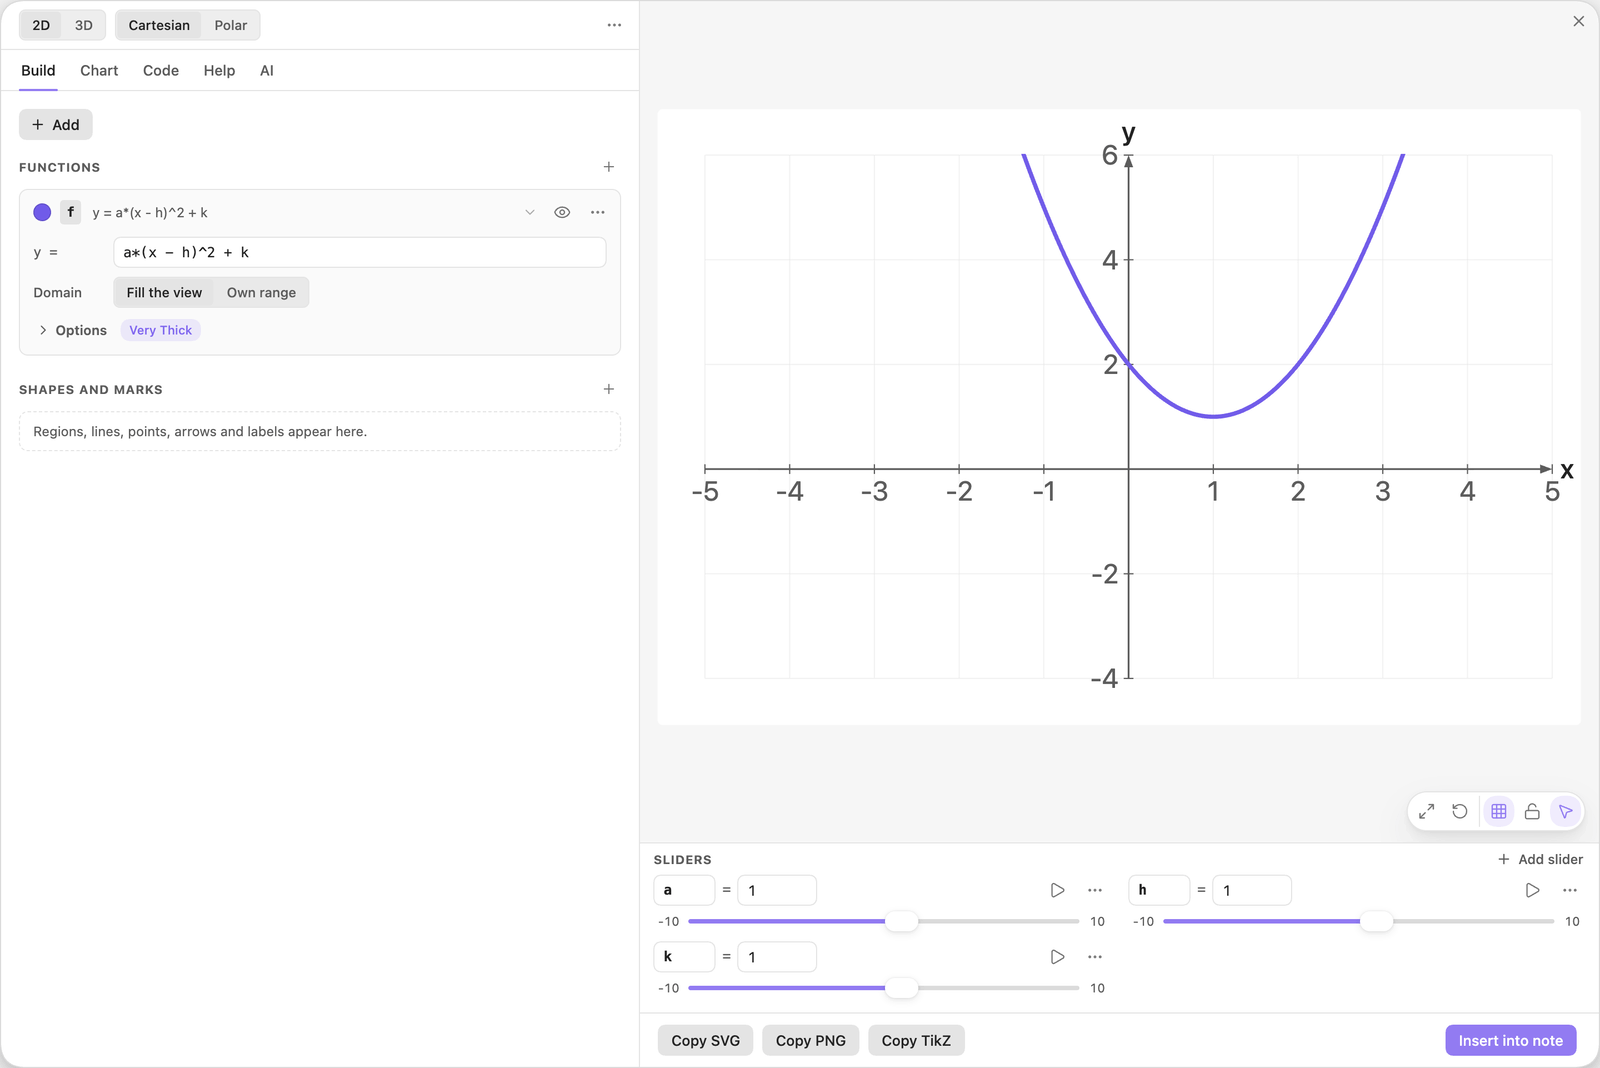 2D 3D Cartesian Polar
Build Chart Code Help AI
+ Add
FUNCTIONS
f y = a*(x - h)^2 + k
y = a*(x − h)^2 + k
Domain Fill the view Own range
Options Very Thick
SHAPES AND MARKS
Regions, lines, points, arrows and labels appear here.
y
6
4
2
x
-5 -4 -3 -2 -1 1 2 3 4 5
-2
-4
SLIDERS + Add slider
a = 1 h = 1
-10 10 -10 10
k = 1
-10 10
Copy SVG Copy PNG Copy TikZ Insert into note